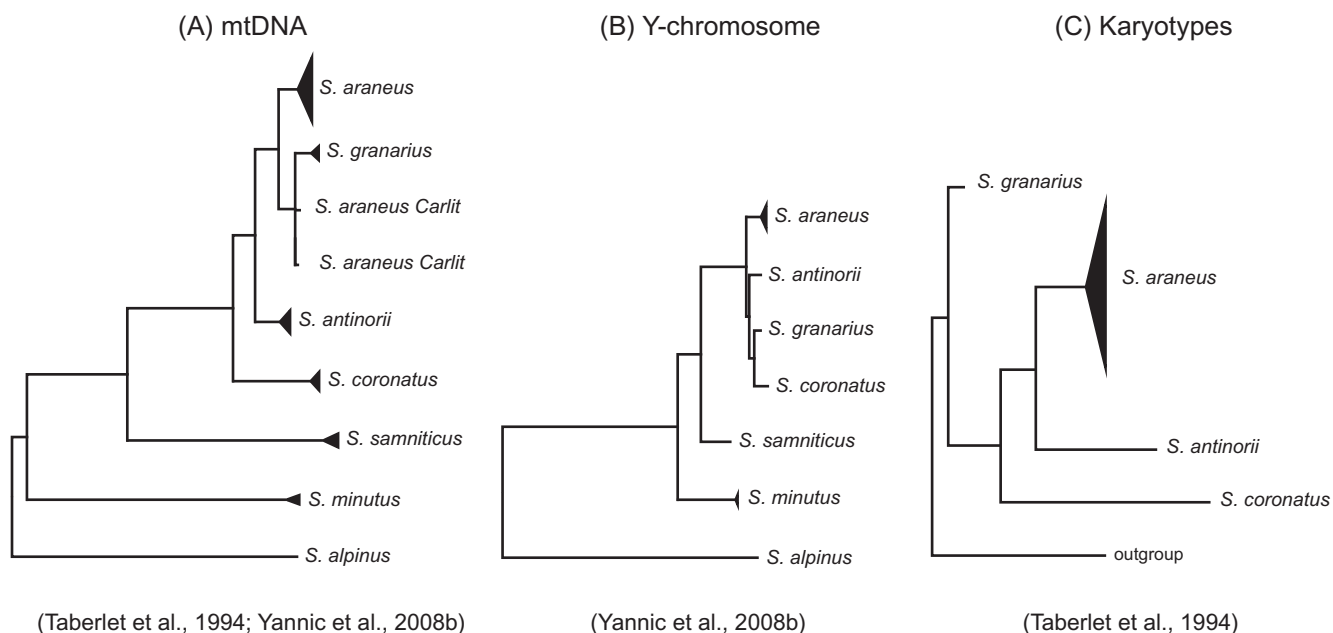 (A) mtDNA
S. araneus
S. granarius
S. araneus Carlit
S. araneus Carlit
S. antinorii
S. coronatus
S. samniticus
S. minutus
S. alpinus
(Taberlet et al., 1994; Yannic et al., 2008b)
(B) Y-chromosome
S. araneus
S. antinorii
S. granarius
S. coronatus
S. samniticus
S. minutus
S. alpinus
(Yannic et al., 2008b)
(C) Karyotypes
S. granarius
S. araneus
S. antinorii
S. coronatus
outgroup
(Taberlet et al., 1994)